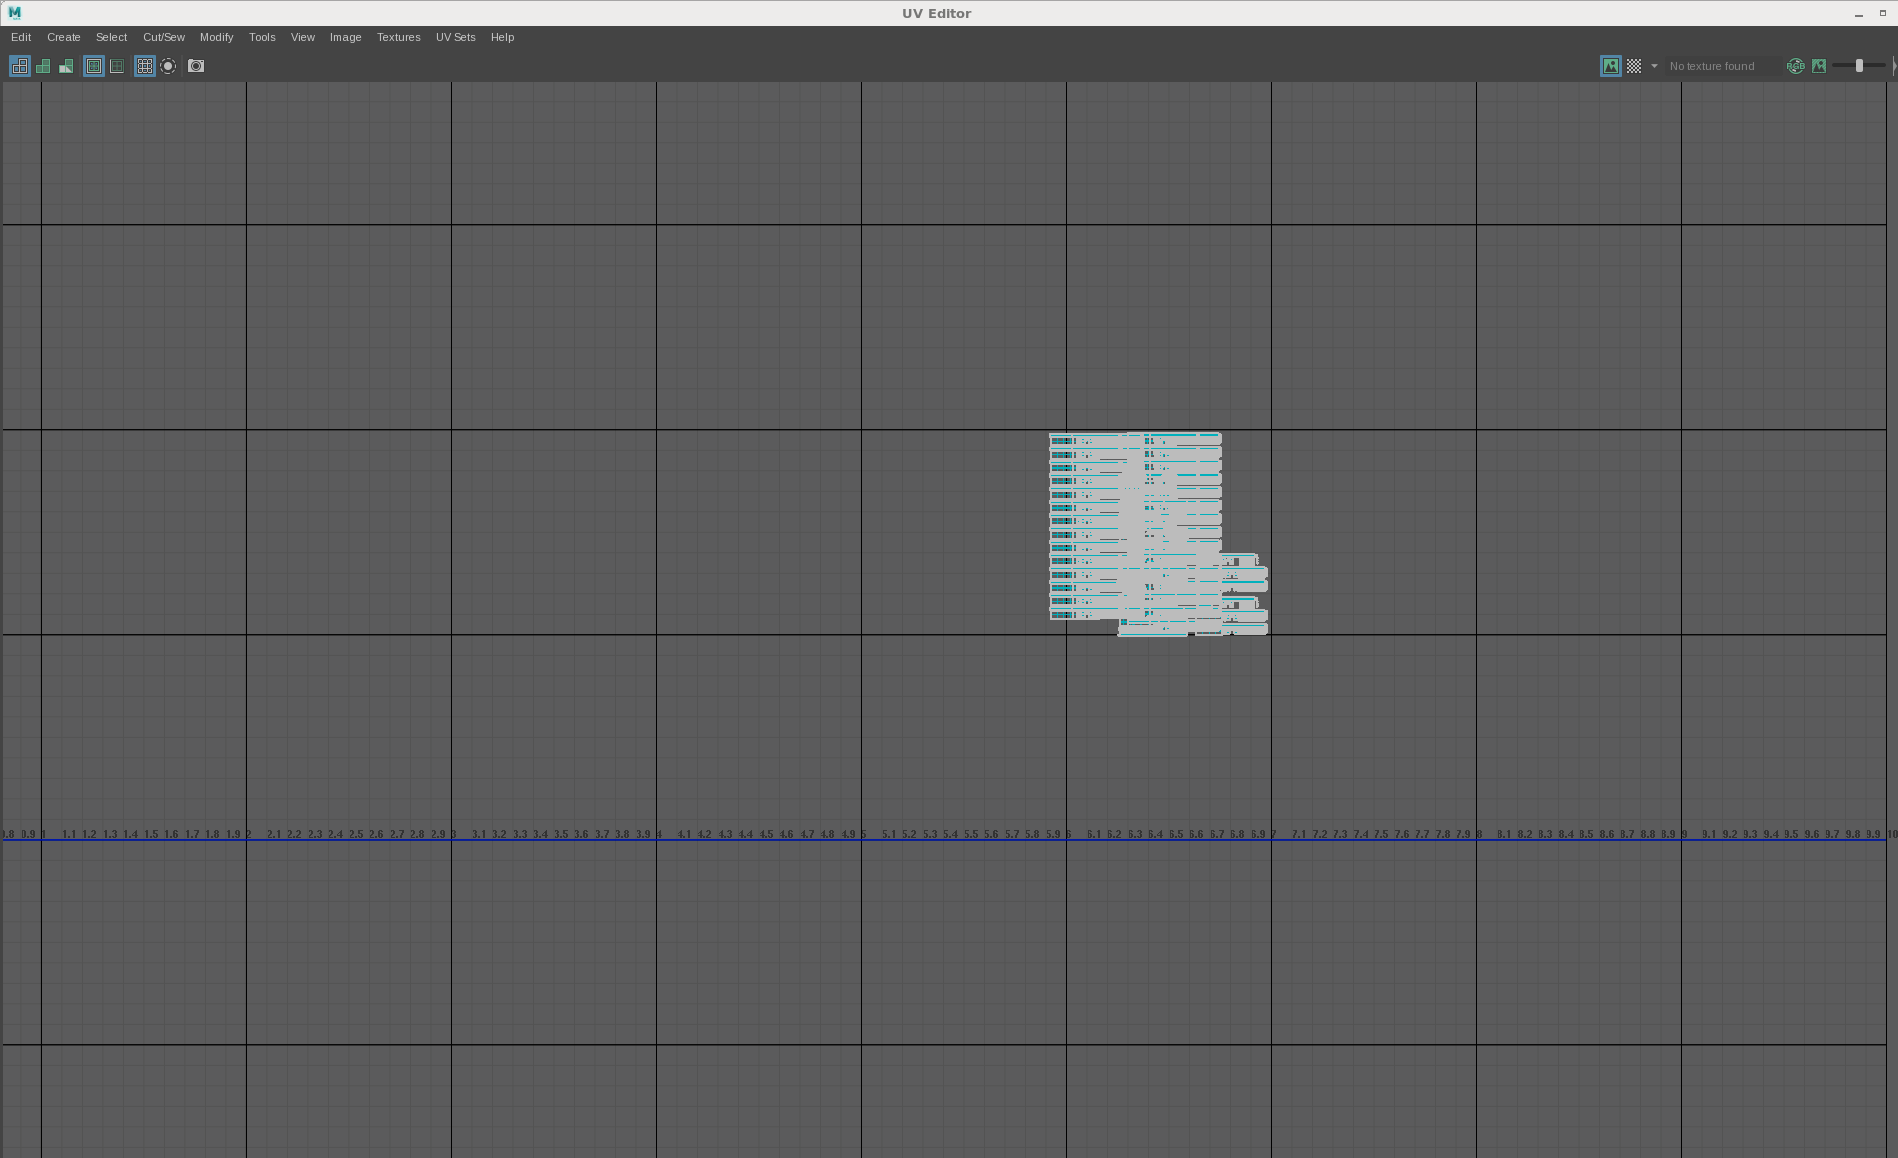 M UV Editor
Edit Create Select Cut/Sew Modify Tools View Image Textures UV Sets Help
No texture found RGB
.8 0.9 1 1.1 1.2 1.3 1.4 1.5 1.6 1.7 1.8 1.9 2 2.1 2.2 2.3 2.4 2.5 2.6 2.7 2.8 2.9 3 3.1 3.2 3.3 3.4 3.5 3.6 3.7 3.8 3.9 4 4.1 4.2 4.3 4.4 4.5 4.6 4.7 4.8 4.9 5 5.1 5.2 5.3 5.4 5.5 5.6 5.7 5.8 5.9 6 6.1 6.2 6.3 6.4 6.5 6.6 6.7 6.8 6.9 7 7.1 7.2 7.3 7.4 7.5 7.6 7.7 7.8 7.9 8 8.1 8.2 8.3 8.4 8.5 8.6 8.7 8.8 8.9 9 9.1 9.2 9.3 9.4 9.5 9.6 9.7 9.8 9.9 10